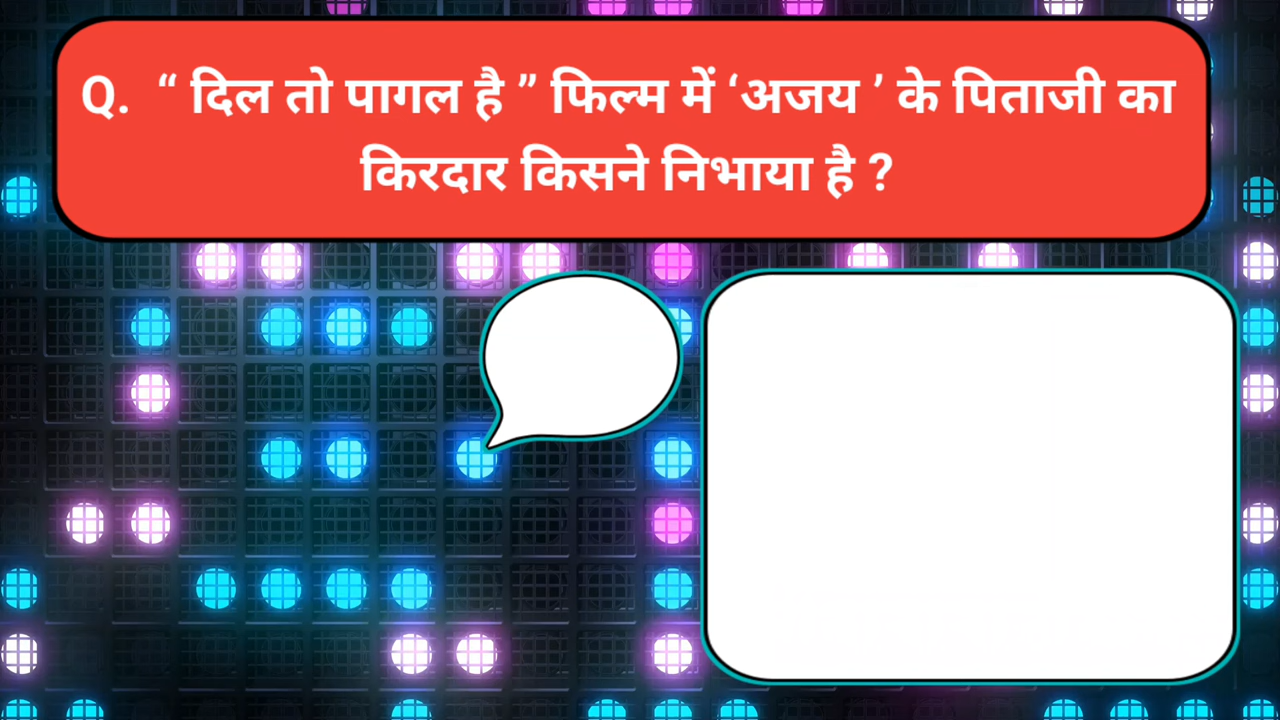 Q. “ दिल तो पागल है ” फिल्म में ‘अजय ’ के पिताजी का
किरदार किसने निभाया है ?